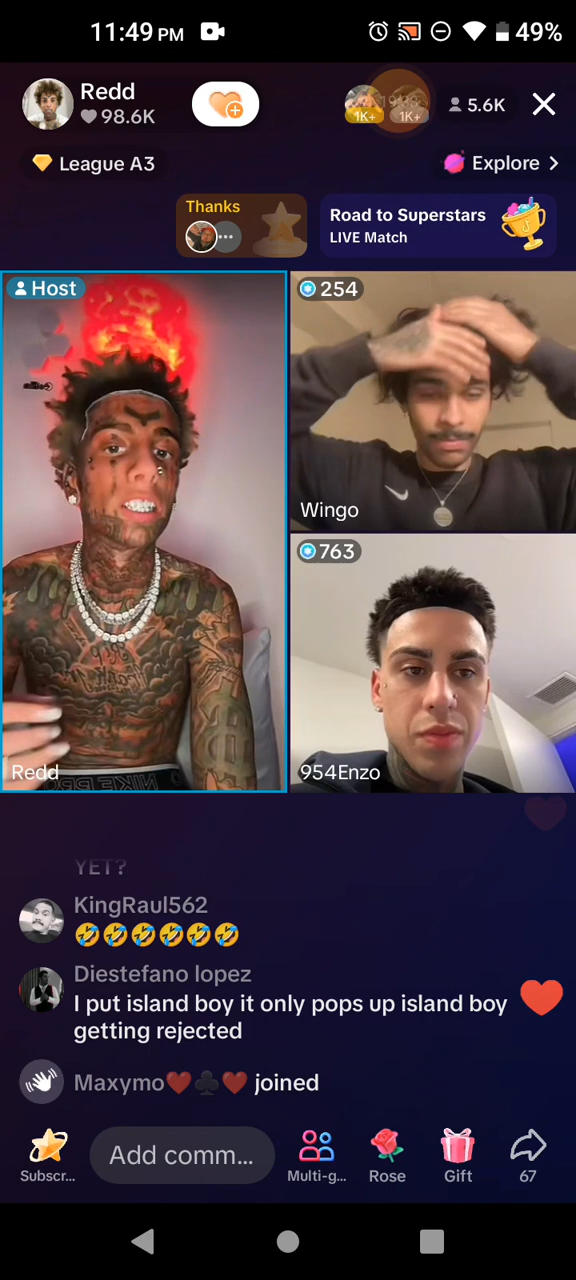 11:49 PM
49%
Redd
98.6K
1K+
1K+
5.6K
League A3
Explore
Thanks
Road to Superstars
LIVE Match
Host
254
Wingo
763
Redd
954Enzo
YET?
KingRaul562
🤣🤣🤣🤣🤣🤣
Diestefano lopez
I put island boy it only pops up island boy
getting rejected
Maxymo❤️♣️❤️ joined
Subscr...
Add comm...
Multi-g...
Rose
Gift
67